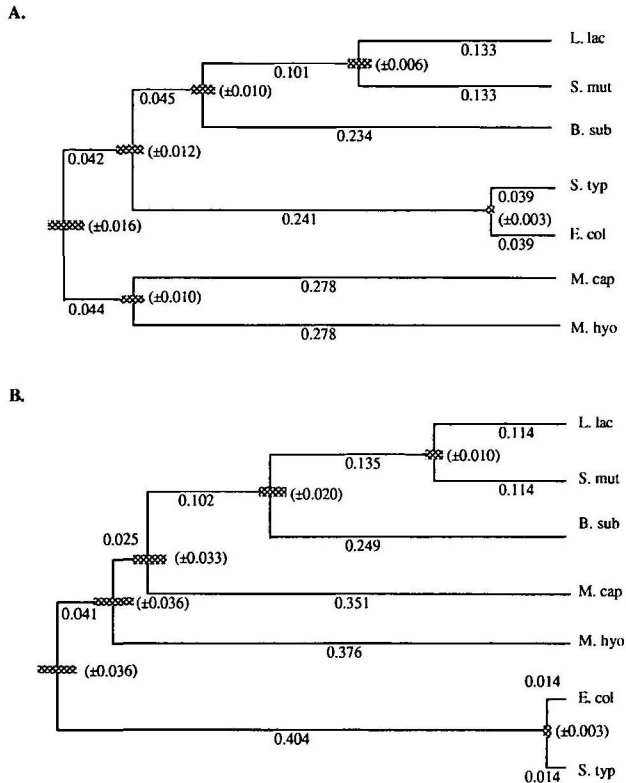 A.
L. lac
0.133
0.101 (±0.006)
0.045 (±0.010) 0.133 S. mut
B. sub
0.234
0.042 (±0.012)
S. typ
0.039
0.241 (±0.003)
(±0.016)
0.039 E. col
M. cap
0.278
0.044 (±0.010)
M. hyo
0.278
B.
L. lac
0.114
0.135 (±0.010)
S. mut
0.102 (±0.020) 0.114
B. sub
0.025 0.249
(±0.033)
M. cap
0.041 (±0.036) 0.351
M. hyo
0.376
(±0.036)
0.014 E. col
0.404 (±0.003)
0.014 S. typ